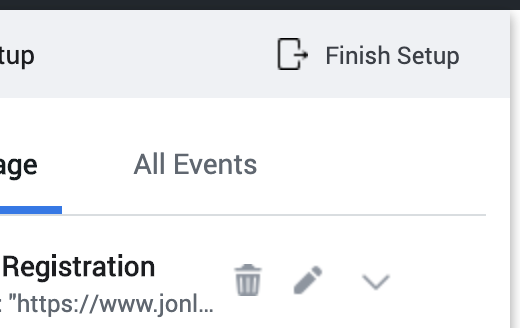 tup
Finish Setup
age
All Events
Registration
: "https://www.jonl...